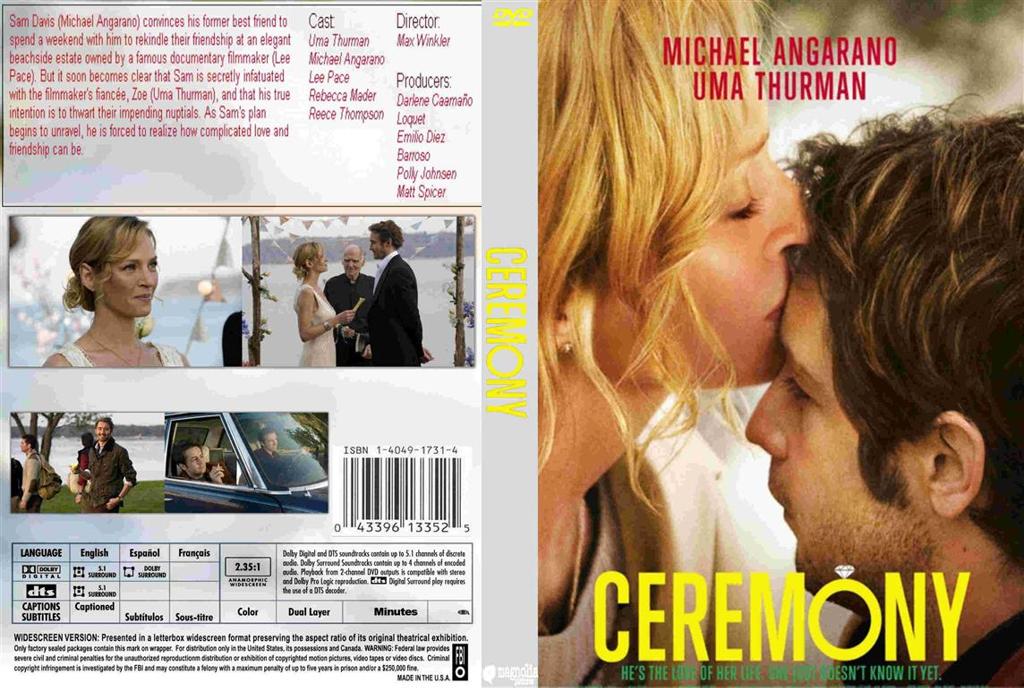 Sam Davis (Michael Angarano) convinces his former best friend to
spend a weekend with him to rekindle their friendship at an elegant
beachside estate owned by a famous documentary filmmaker (Lee
Pace). But it soon becomes clear that Sam is secretly infatuated
with the filmmaker's fiancée, Zoe (Uma Thurman), and that his true
intention is to thwart their impending nuptials. As Sam's plan
begins to unravel, he is forced to realize how complicated love and
friendship can be.
Cast:
Uma Thurman
Michael Angarano
Lee Pace
Rebecca Mader
Reece Thompson
Director:
Max Winkler
Producers:
Darlene Caamaño
Loquet
Emilio Diez
Barroso
Polly Johnsen
Matt Spicer
ISBN 1-4049-1731-4
0 43396 13352 5
LANGUAGE English Español Français
DOLBY DIGITAL 5.1 SURROUND DOLBY SURROUND
dts 5.1 SURROUND
CAPTIONS SUBTITLES Captioned Subtítulos Sous-titre
2.35:1
ANAMORPHIC WIDESCREEN
Color Dual Layer Minutes
Dolby Digital and DTS soundtracks contain up to 5.1 channels of discrete
audio. Dolby Surround Soundtracks contain up to 4 channels of encoded
audio. Playback from 2-channel DVD outputs is compatible with stereo
and Dolby Pro Logic reproduction. dts Digital Surround play requires
the use of a DTS decoder.
WIDESCREEN VERSION: Presented in a letterbox widescreen format preserving the aspect ratio of its original theatrical exhibition.
Only factory sealed packages contain this mark on wrapper. For distribution only in the United States, its possessions and Canada. WARNING: Federal law provides
severe civil and criminal penalties for the unauthorized reproductionm distribution or exhibition of copyrighted motion pictures, video tapes or video discs. Criminal
copyright infringement is investigated by the FBI and may constitute a felony with a maximum penalty of up to five years in prison and/or a $250,000 fine.
MADE IN THE U.S.A.
FBI
DVD
CEREMONY
magnolia
pictures
MICHAEL ANGARANO
UMA THURMAN
CEREMONY
HE'S THE LOVE OF HER LIFE. SHE JUST DOESN'T KNOW IT YET.